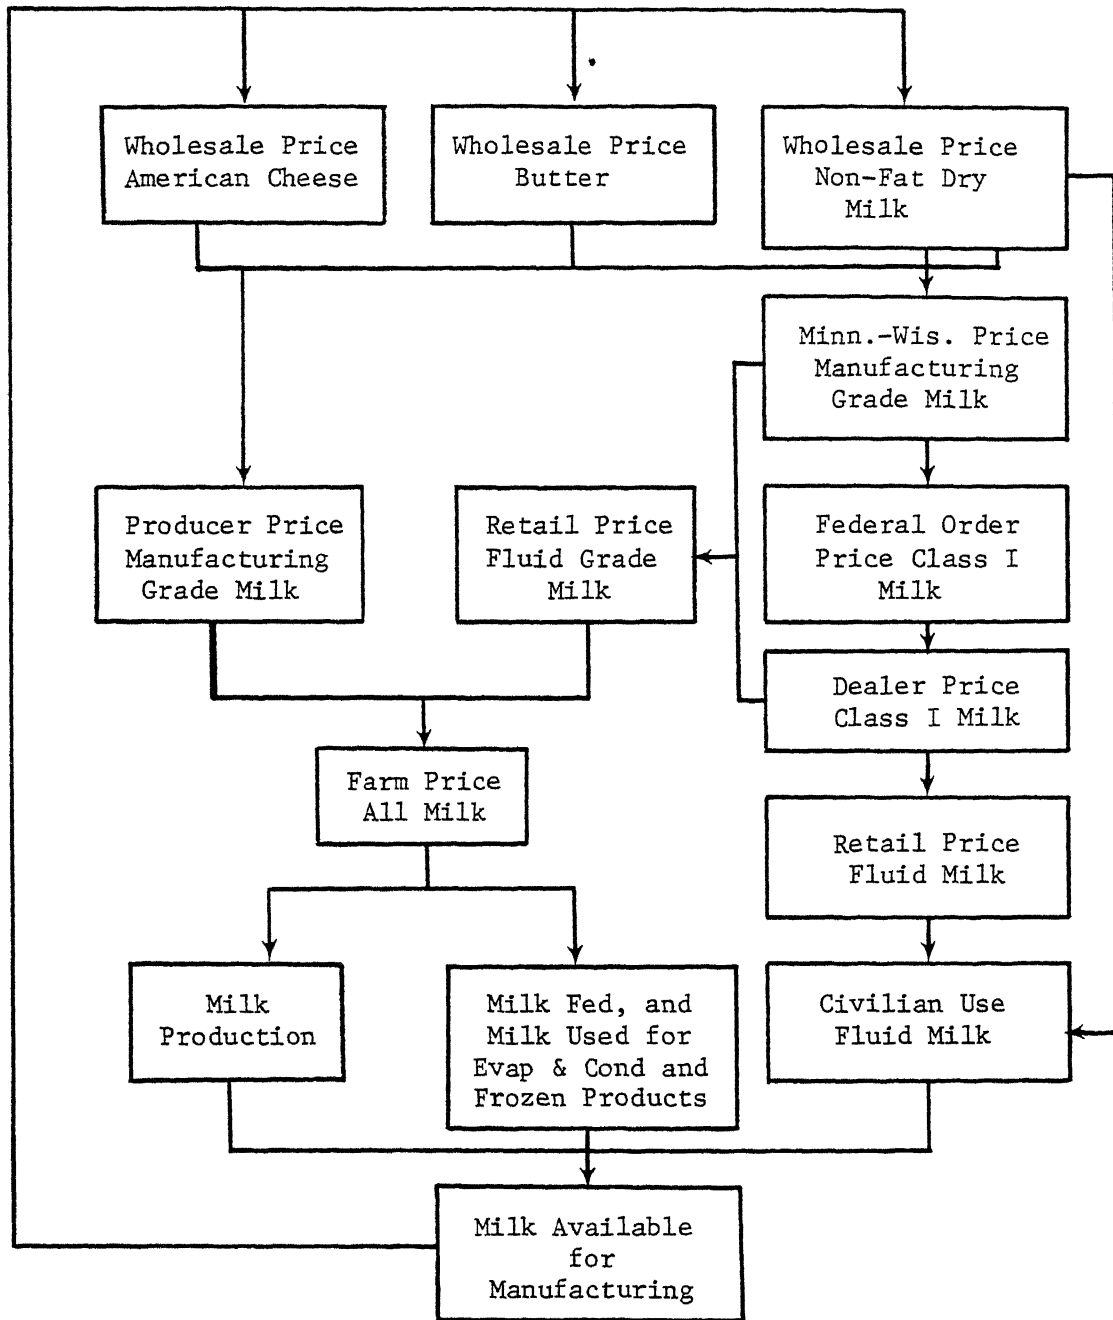 Wholesale Price
American Cheese
Wholesale Price
Butter
Wholesale Price
Non-Fat Dry
Milk
Minn.-Wis. Price
Manufacturing
Grade Milk
Producer Price
Manufacturing
Grade Milk
Retail Price
Fluid Grade
Milk
Federal Order
Price Class I
Milk
Dealer Price
Class I Milk
Farm Price
All Milk
Retail Price
Fluid Milk
Milk
Production
Milk Fed, and
Milk Used for
Evap & Cond and
Frozen Products
Civilian Use
Fluid Milk
Milk Available
for
Manufacturing